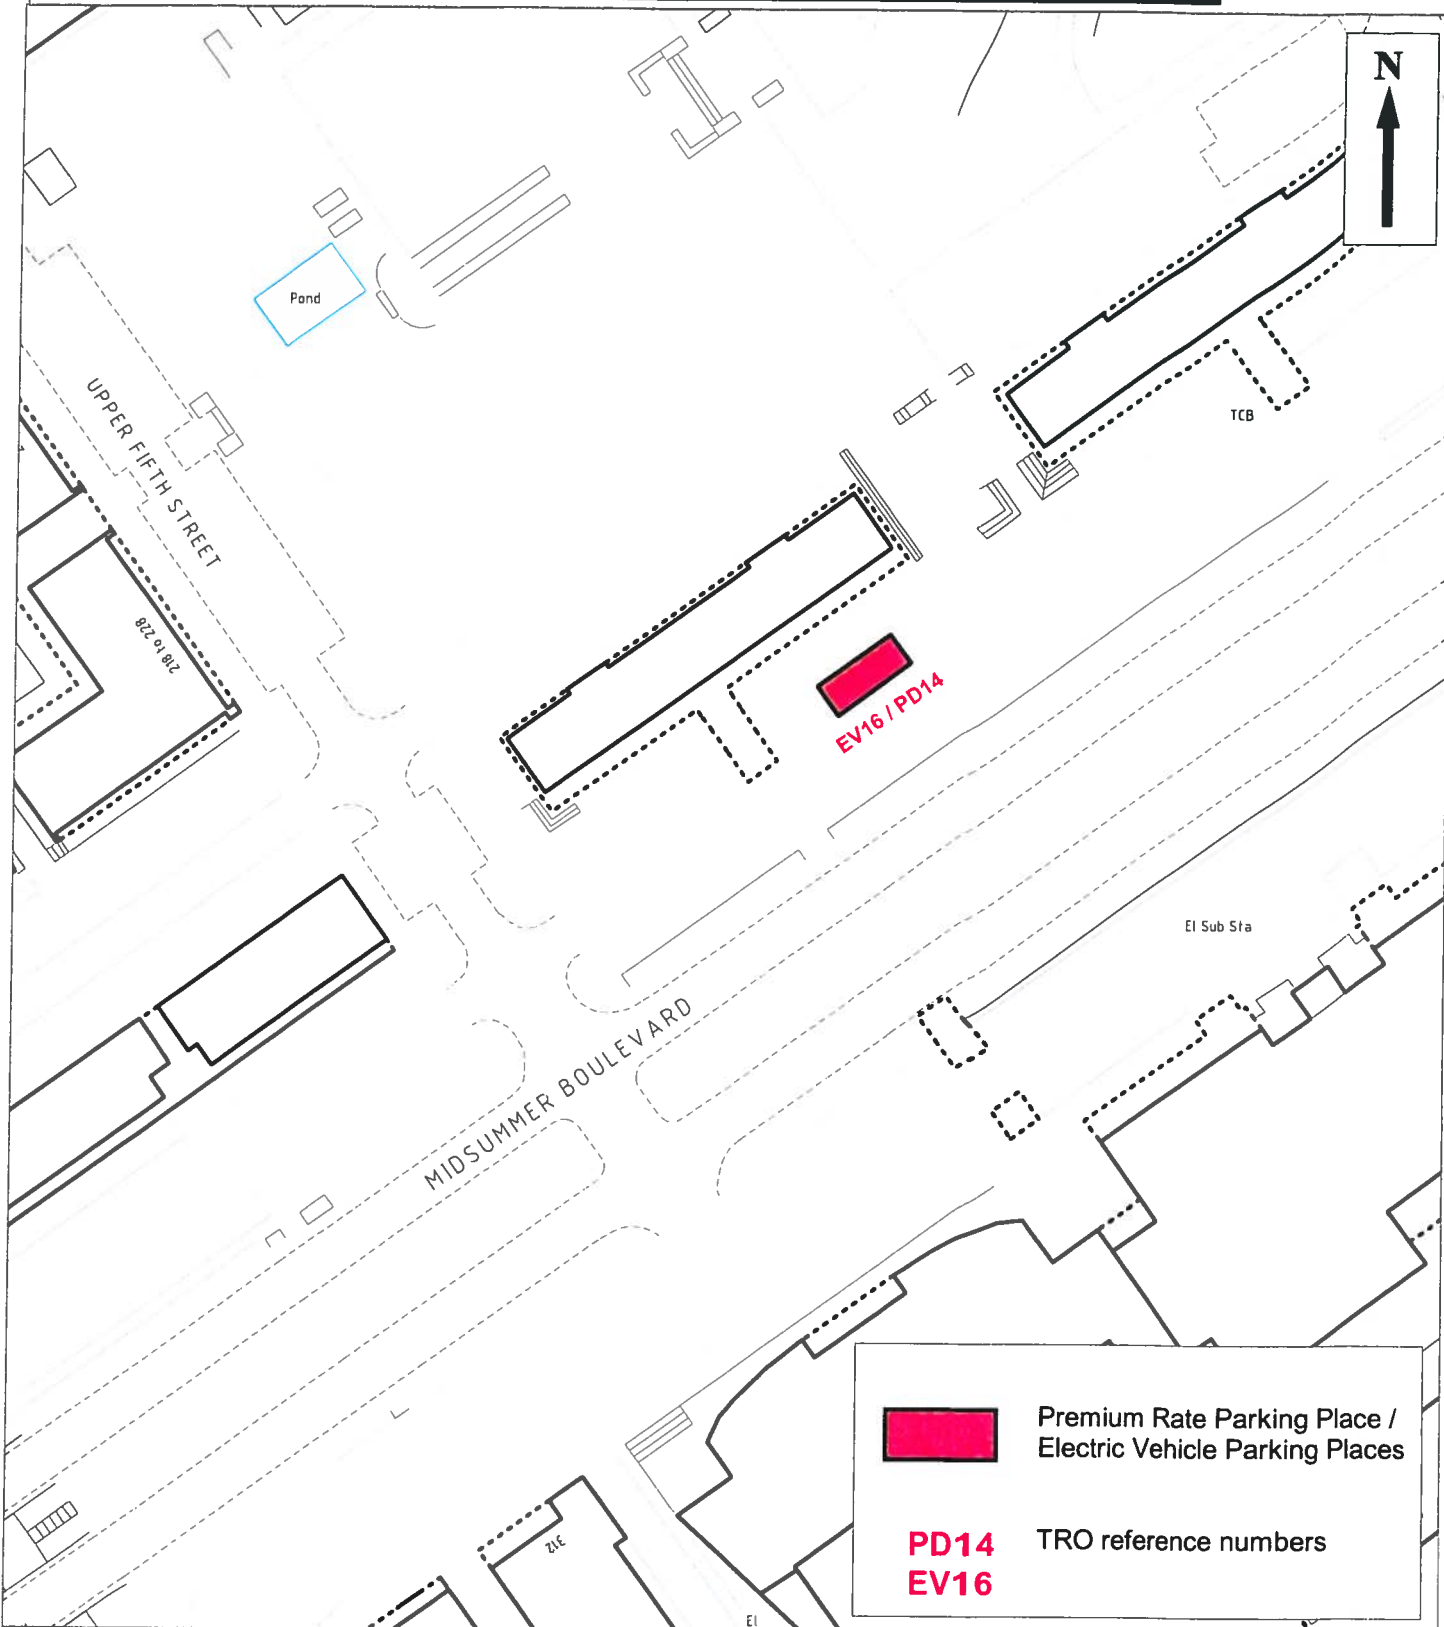 N
Pond
UPPER FIFTH STREET
TCB
218 to 228
EV16 / PD14
El Sub Sta
MIDSUMMER BOULEVARD
Premium Rate Parking Place /
Electric Vehicle Parking Places
PD14
TRO reference numbers
EV16
312
El